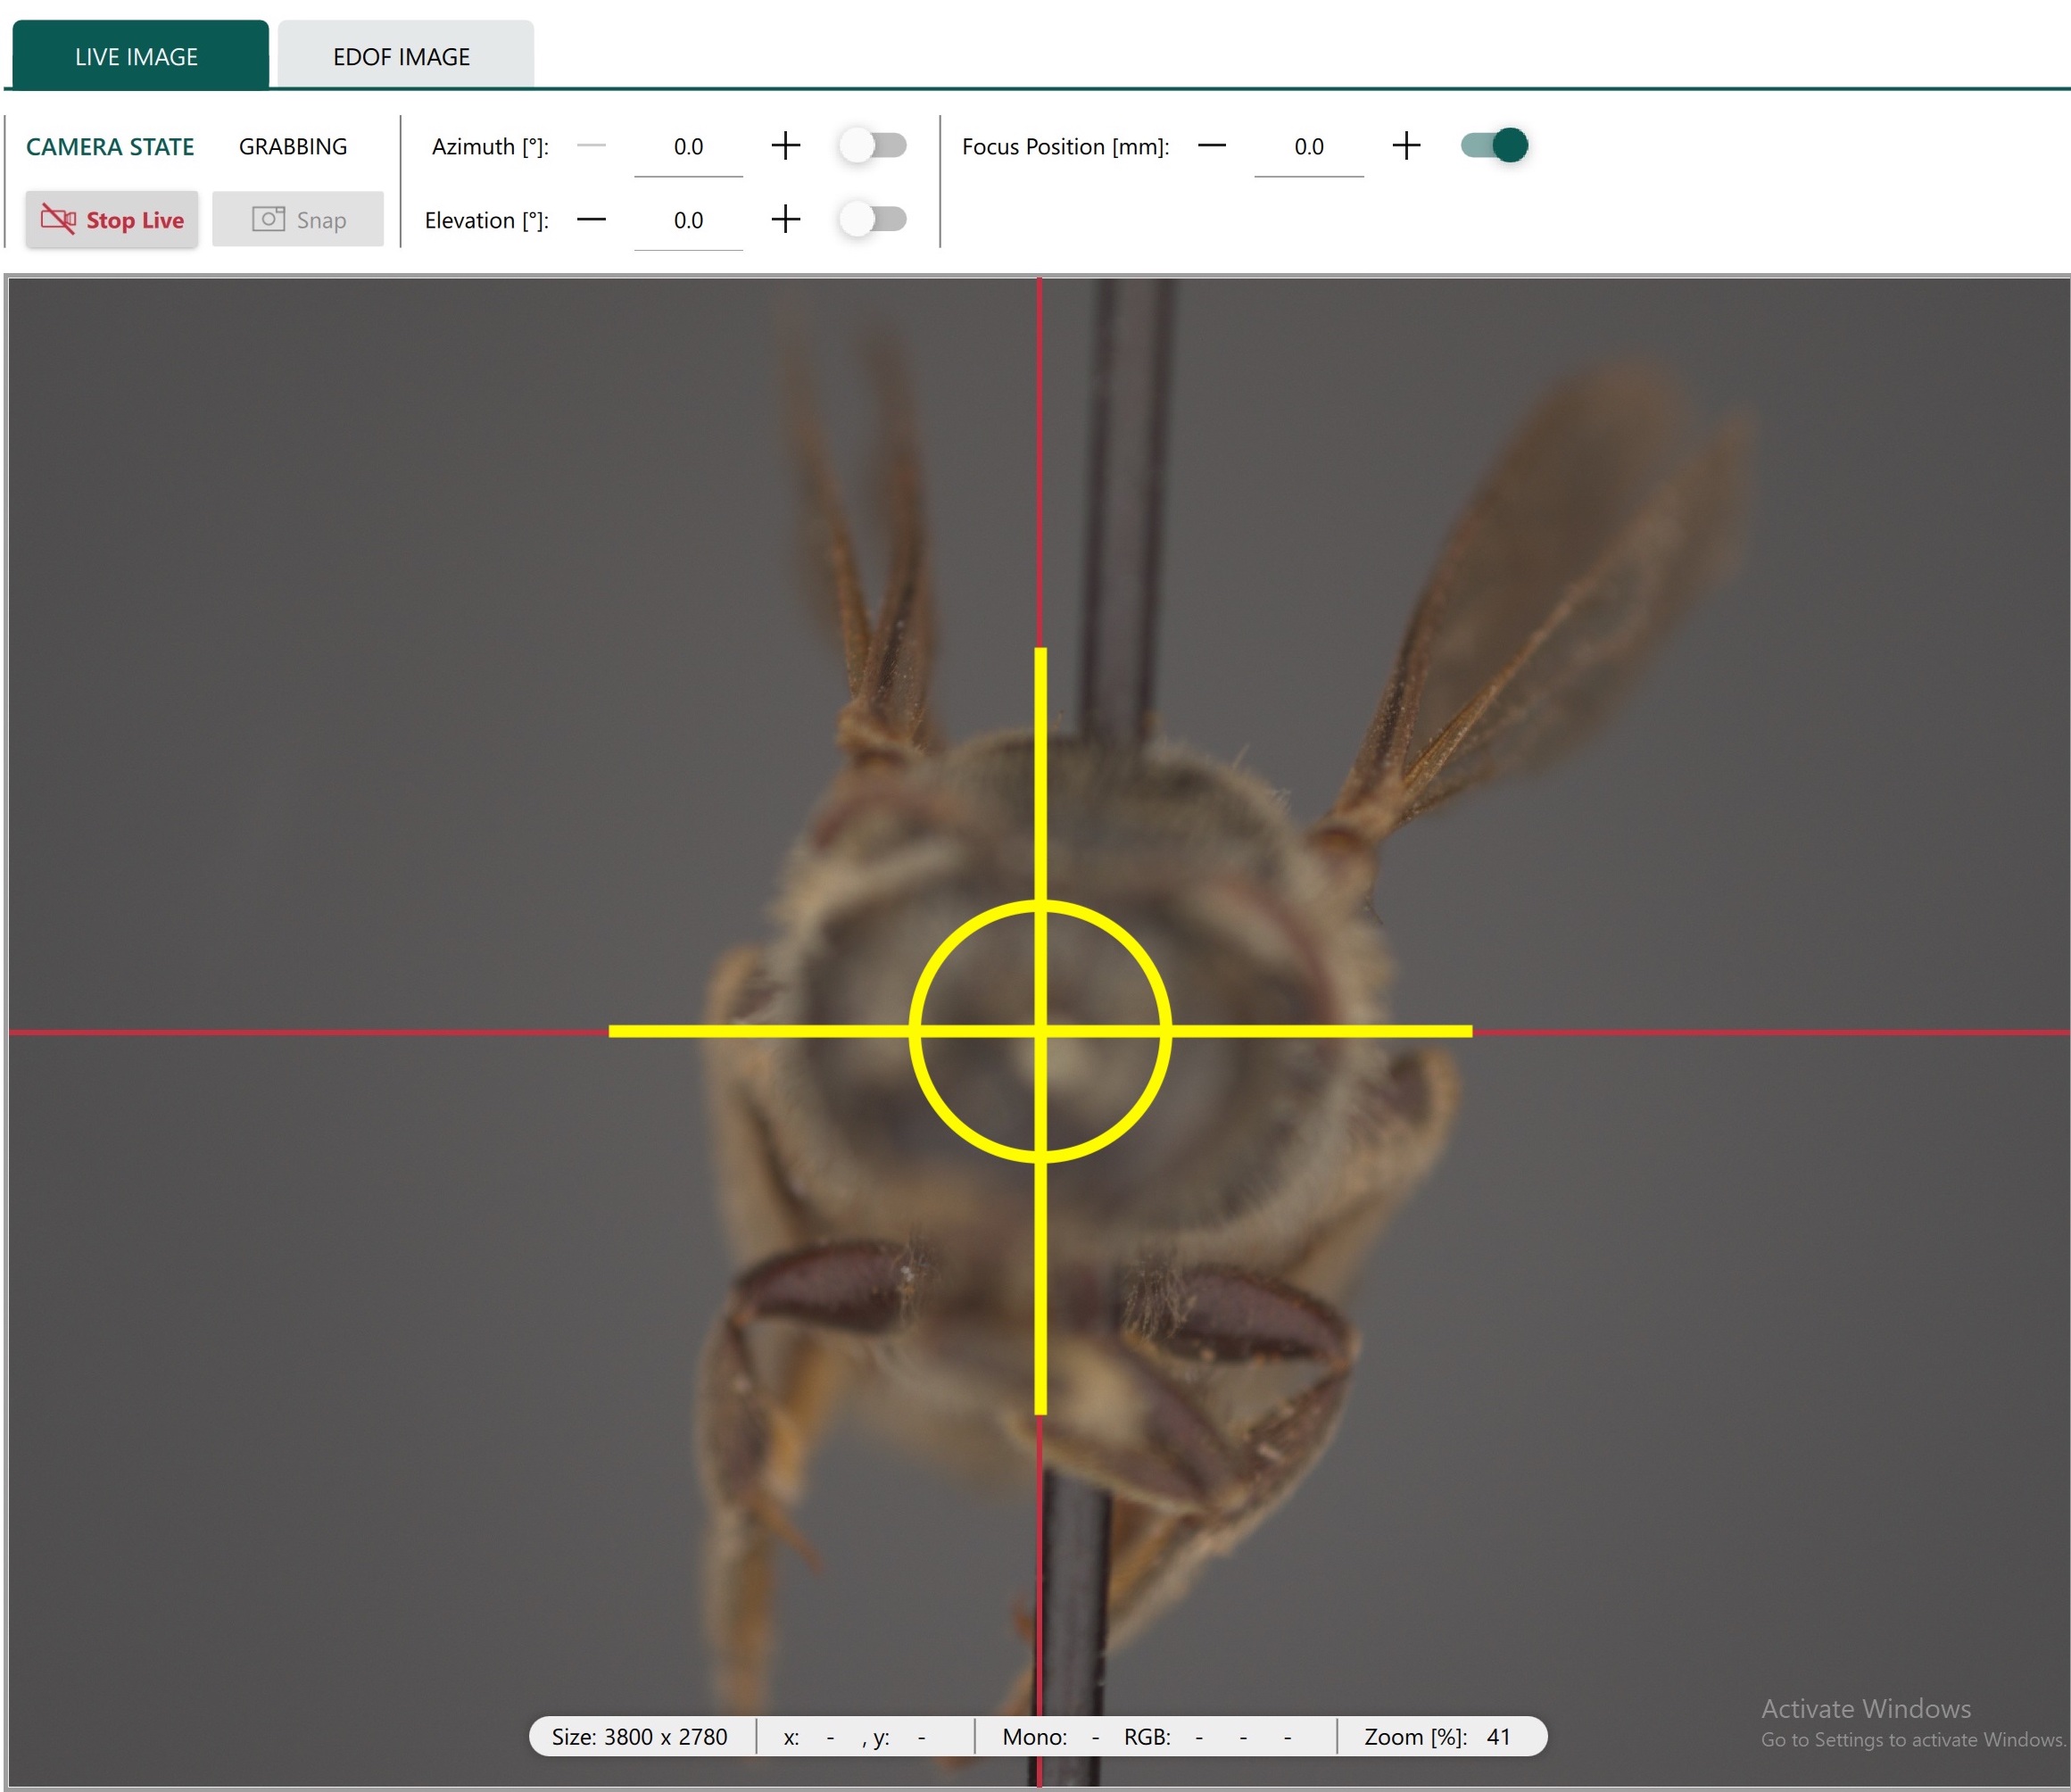 LIVE IMAGE EDOF IMAGE
CAMERA STATE GRABBING Azimuth [°]: — 0.0 + Focus Position [mm]: — 0.0 +
Stop Live Snap Elevation [°]: — 0.0 +
Activate Windows
Size: 3800 x 2780 x: - , y: - Mono: - RGB: - - - Zoom [%]: 41
Go to Settings to activate Windows.